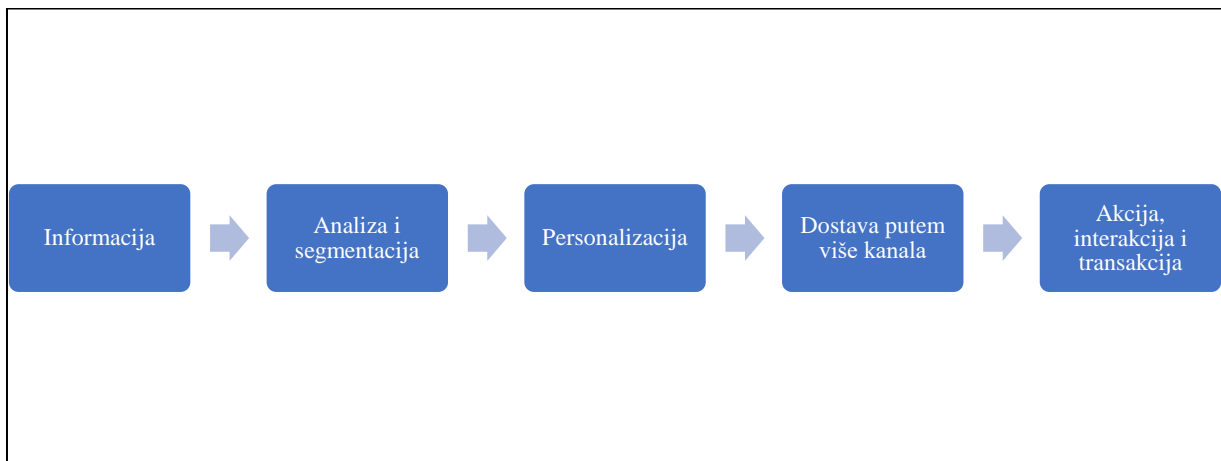 Informacija
Analiza i
segmentacija
Personalizacija
Dostava putem
više kanala
Akcija,
interakcija i
transakcija